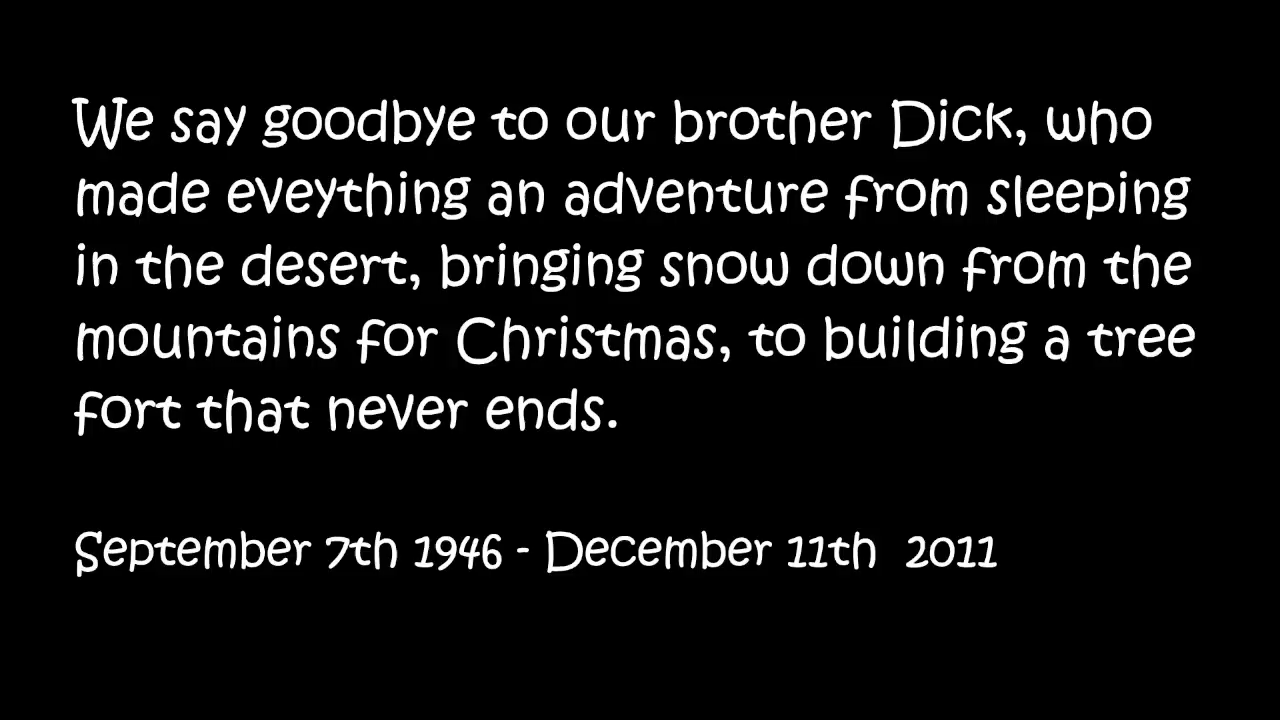 We say goodbye to our brother Dick, who
made eveything an adventure from sleeping
in the desert, bringing snow down from the
mountains for Christmas, to building a tree
fort that never ends.
September 7th 1946 - December 11th  2011